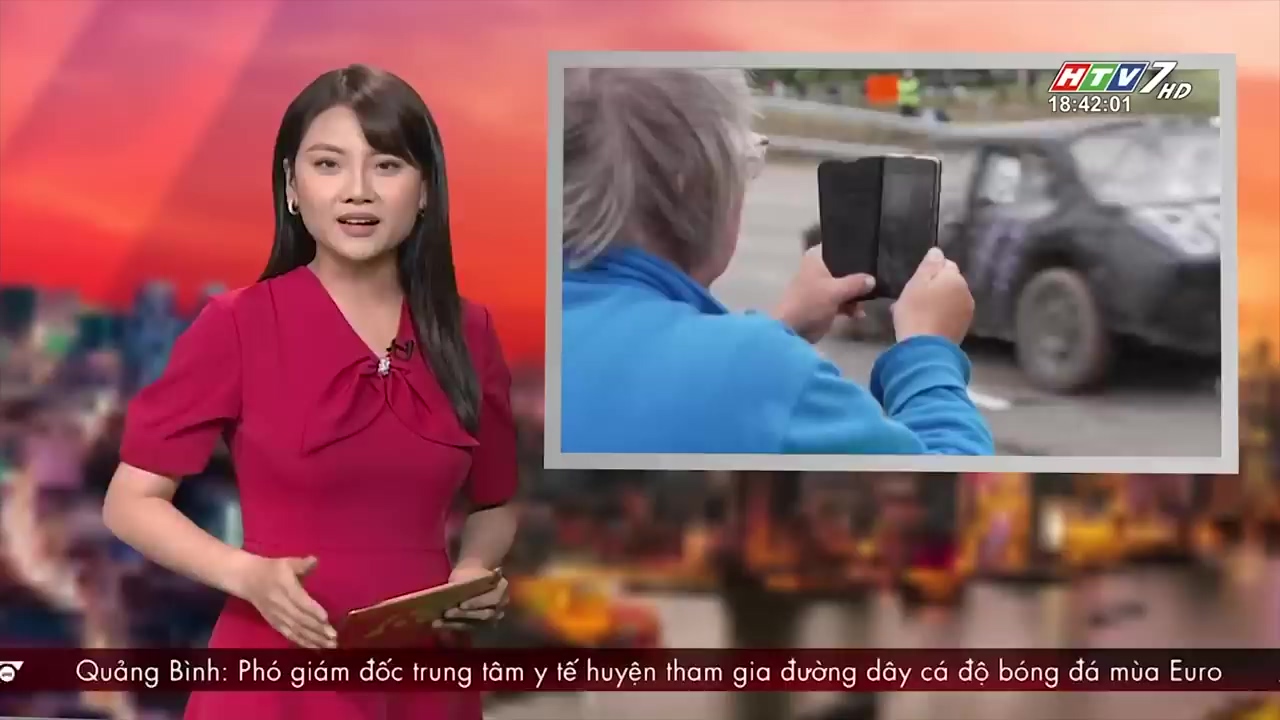 HTV7 HD
18:42:01
Quảng Bình: Phó giám đốc trung tâm y tế huyện tham gia đường dây cá độ bóng đá mùa Euro